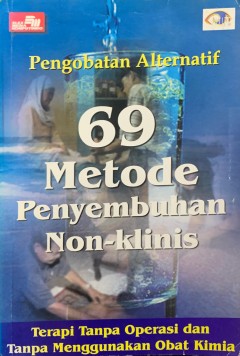 Pengobatan Alternatif
69
Metode
Penyembuhan
Non-klinis
Terapi Tanpa Operasi dan
Tanpa Menggunakan Obat Kimia